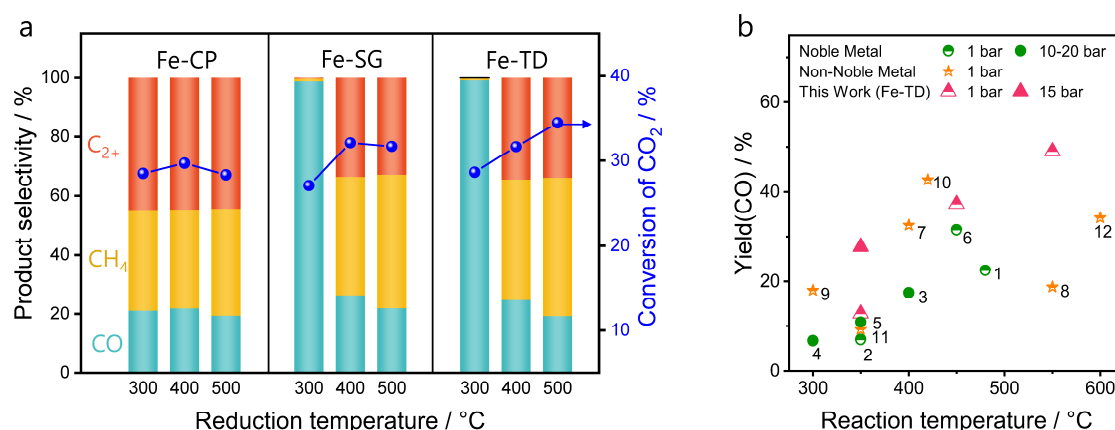 a
Fe-CP
Fe-SG
Fe-TD
Product selectivity / %
100
80
60
40
20
0
C2+
CH4
CO
40
30
20
10
Conversion of CO2 / %
300 400 500
300 400 500
300 400 500
Reduction temperature / °C
b
Noble Metal 1 bar 10-20 bar
Non-Noble Metal 1 bar
This Work (Fe-TD) 1 bar 15 bar
Yield(CO) / %
60
40
20
0
10
7
6
12
1
9
3
8
5
11
4
2
300 400 500 600
Reaction temperature / °C